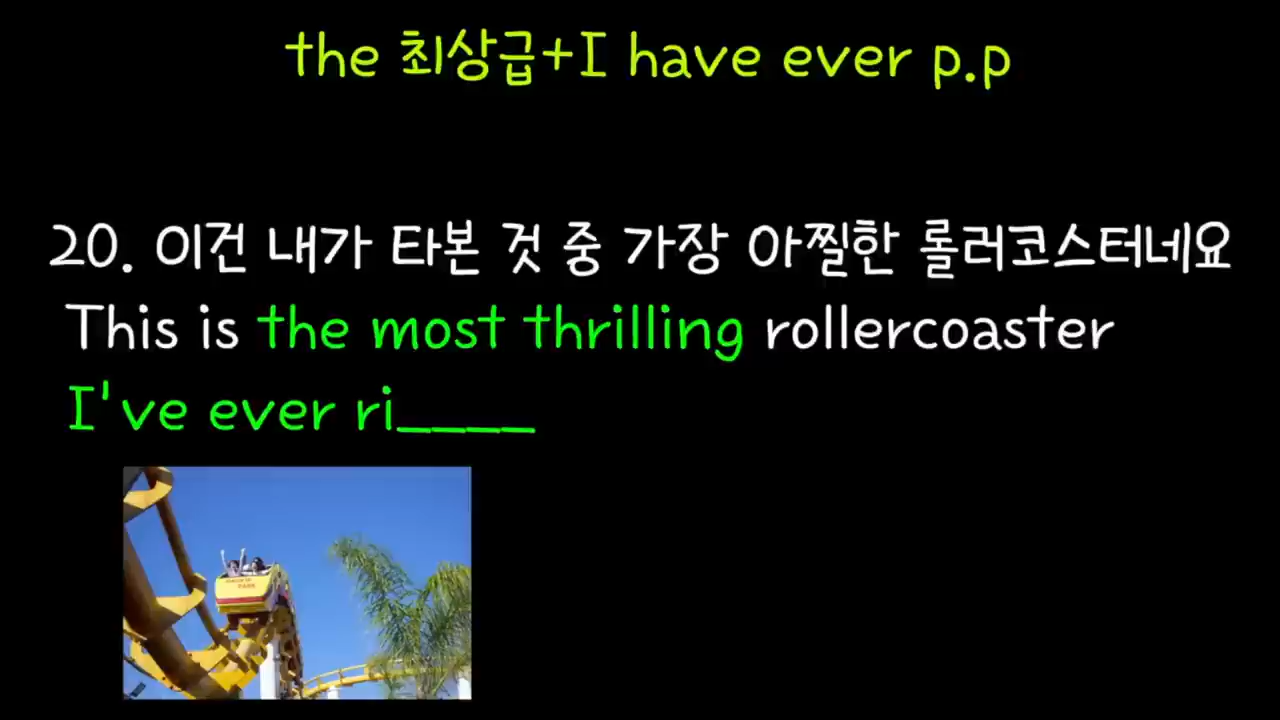 the 최상급+I have ever p.p
20. 이건 내가 타본 것 중 가장 아찔한 롤러코스터네요
This is the most thrilling rollercoaster
I've ever ri____